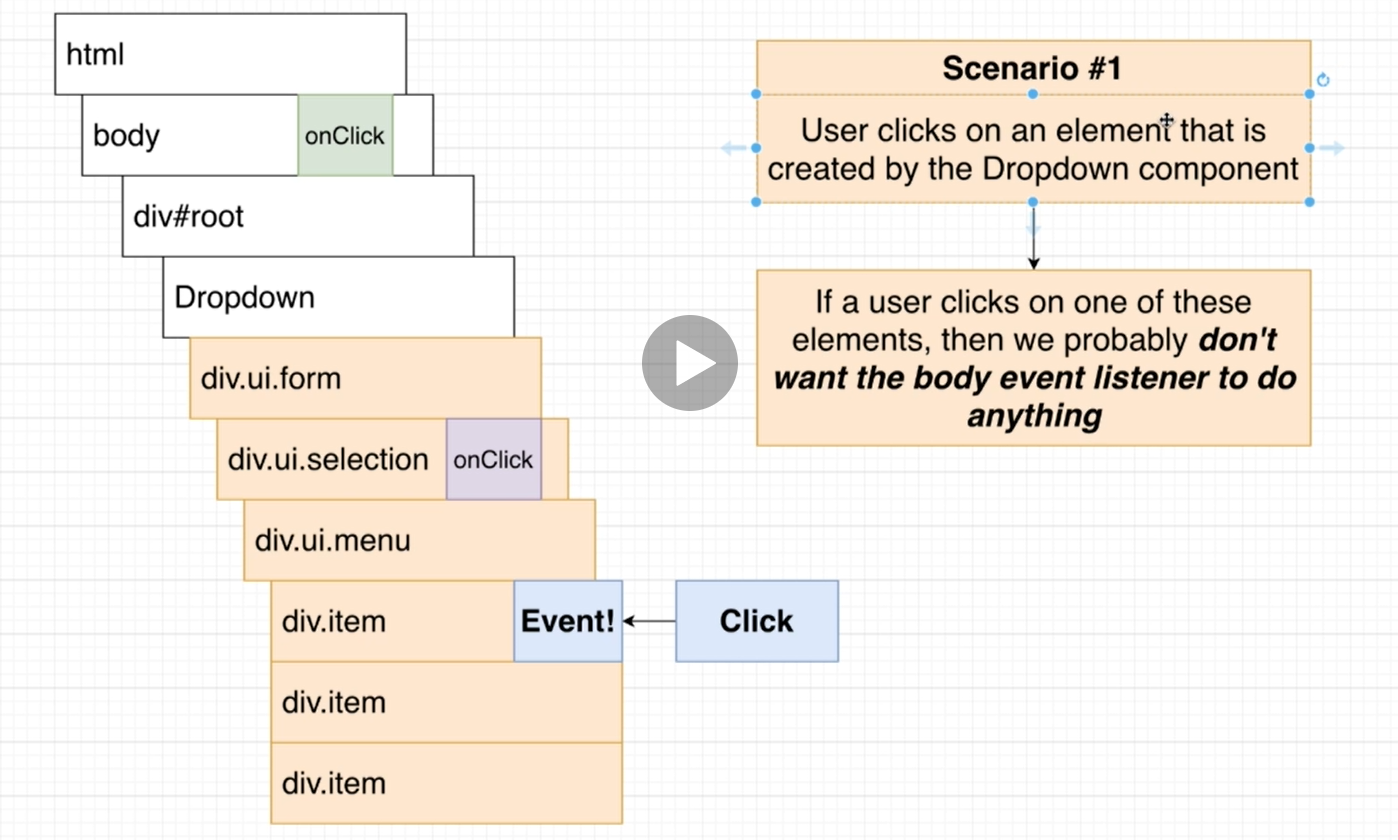 html
body
onClick
div#root
Dropdown
div.ui.form
div.ui.selection
onClick
div.ui.menu
div.item
Event!
Click
div.item
div.item
Scenario #1
User clicks on an element that is
created by the Dropdown component
If a user clicks on one of these
elements, then we probably don't
want the body event listener to do
anything